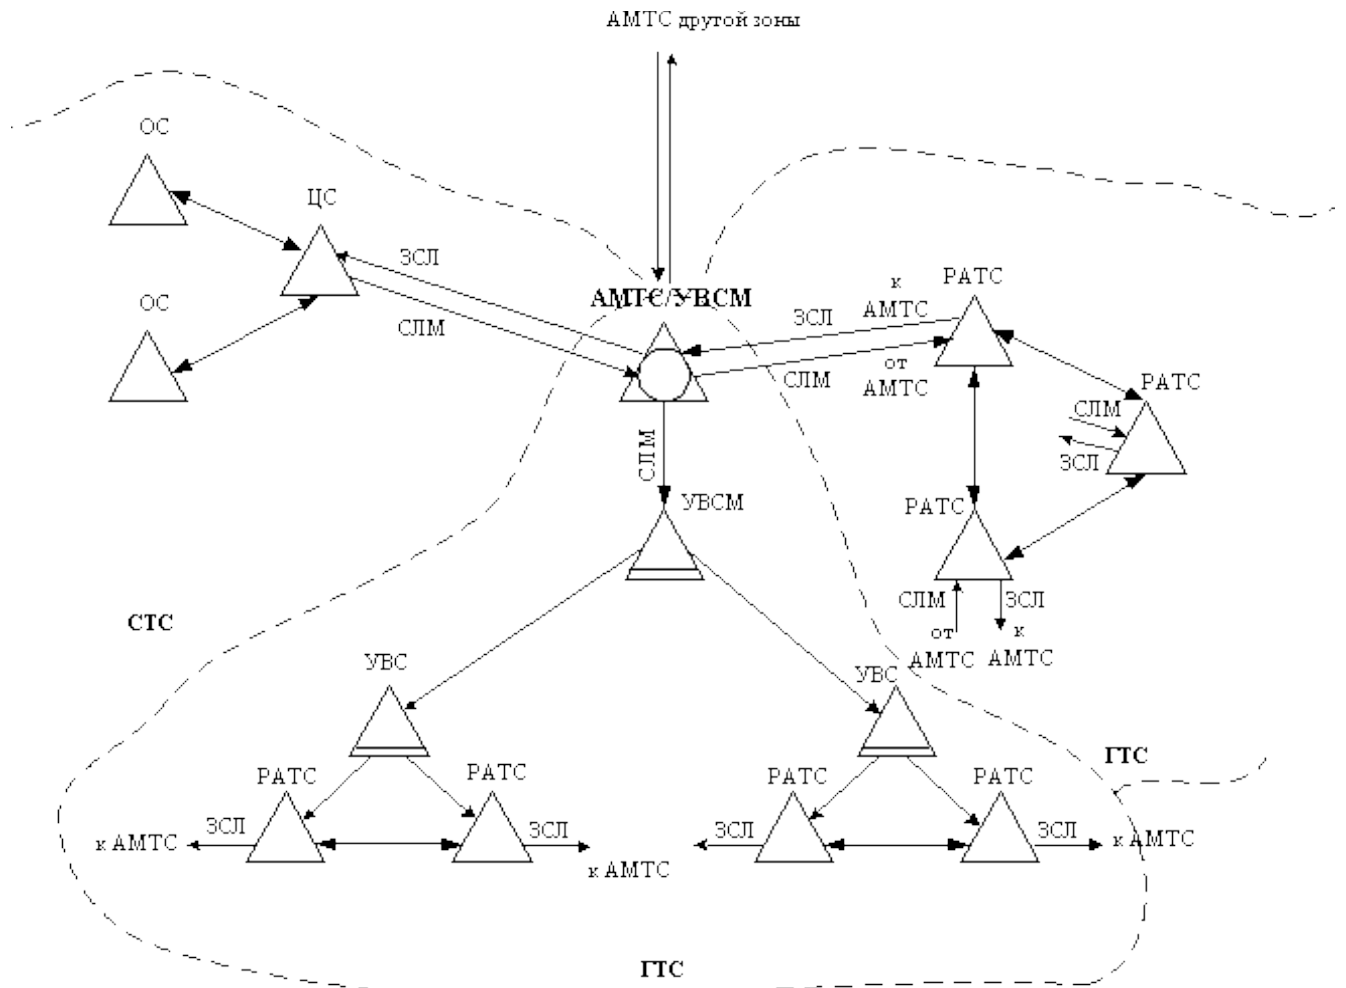 АМТС другой зоны
ОС
ЦС
ЗСЛ
ОС
СЛМ
АМТС/УВСМ
к
АМТС
РАТС
ЗСЛ
СЛМ
от
АМТС
РАТС
СЛМ
ЗСЛ
СЛМ
УВСМ
РАТС
СЛМ
ЗСЛ
от
АМТС
к
АМТС
СТС
УВС
УВС
РАТС
РАТС
РАТС
РАТС
ГТС
ЗСЛ
к АМТС
ЗСЛ
к АМТС
ЗСЛ
ЗСЛ
к АМТС
ГТС